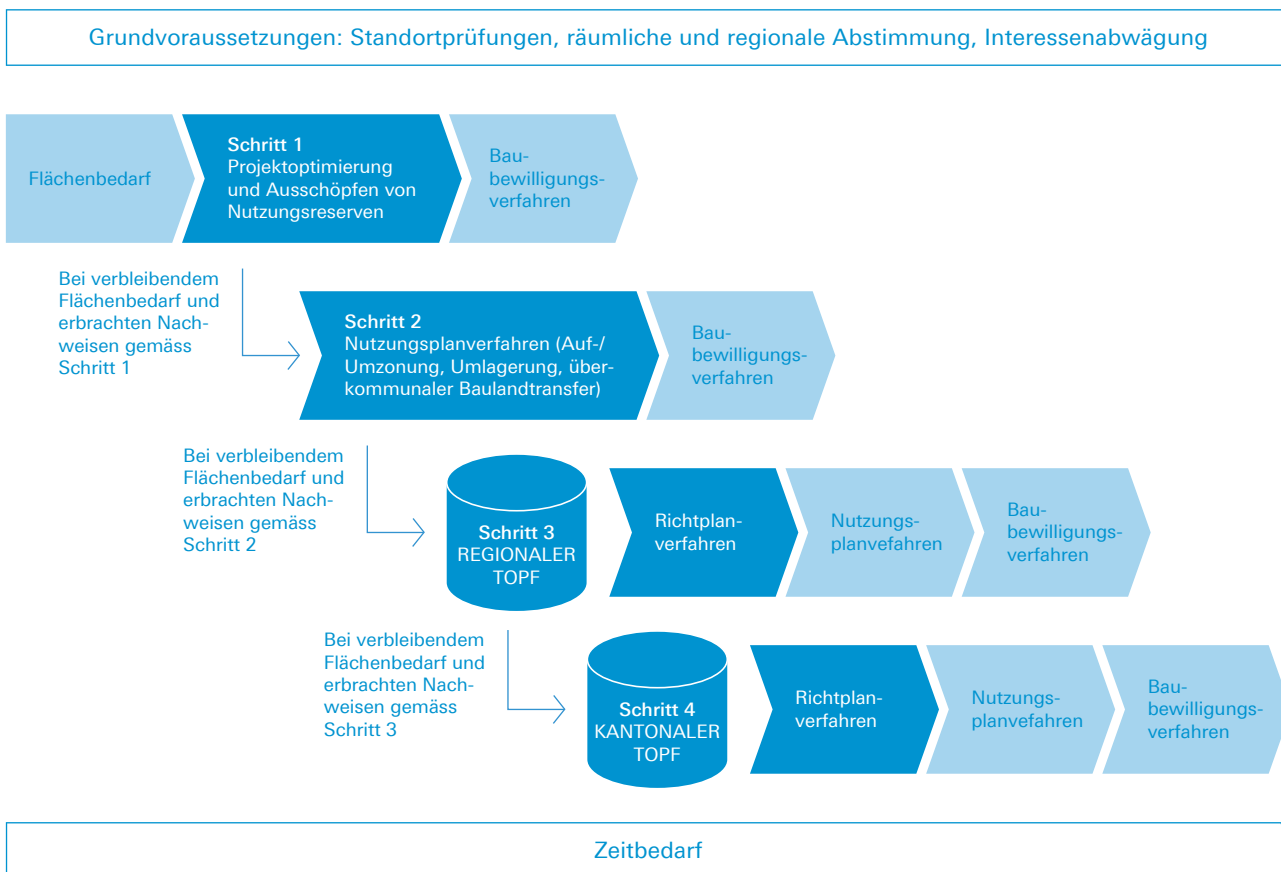 Grundvoraussetzungen: Standortprüfungen, räumliche und regionale Abstimmung, Interessenabwägung
Flächenbedarf
Schritt 1
Projektoptimierung
und Ausschöpfen von
Nutzungsreserven
Bau-
bewilligungs-
verfahren
Bei verbleibendem
Flächenbedarf und
erbrachten Nach-
weisen gemäss
Schritt 1
Schritt 2
Nutzungsplanverfahren (Auf-/
Umzonung, Umlagerung, über-
kommunaler Baulandtransfer)
Bau-
bewilligungs-
verfahren
Bei verbleibendem
Flächenbedarf und
erbrachten Nach-
weisen gemäss
Schritt 2
Schritt 3
REGIONALER
TOPF
Richtplan-
verfahren
Nutzungs-
planvefahren
Bau-
bewilligungs-
verfahren
Bei verbleibendem
Flächenbedarf und
erbrachten Nach-
weisen gemäss
Schritt 3
Schritt 4
KANTONALER
TOPF
Richtplan-
verfahren
Nutzungs-
planvefahren
Bau-
bewilligungs-
verfahren
Zeitbedarf